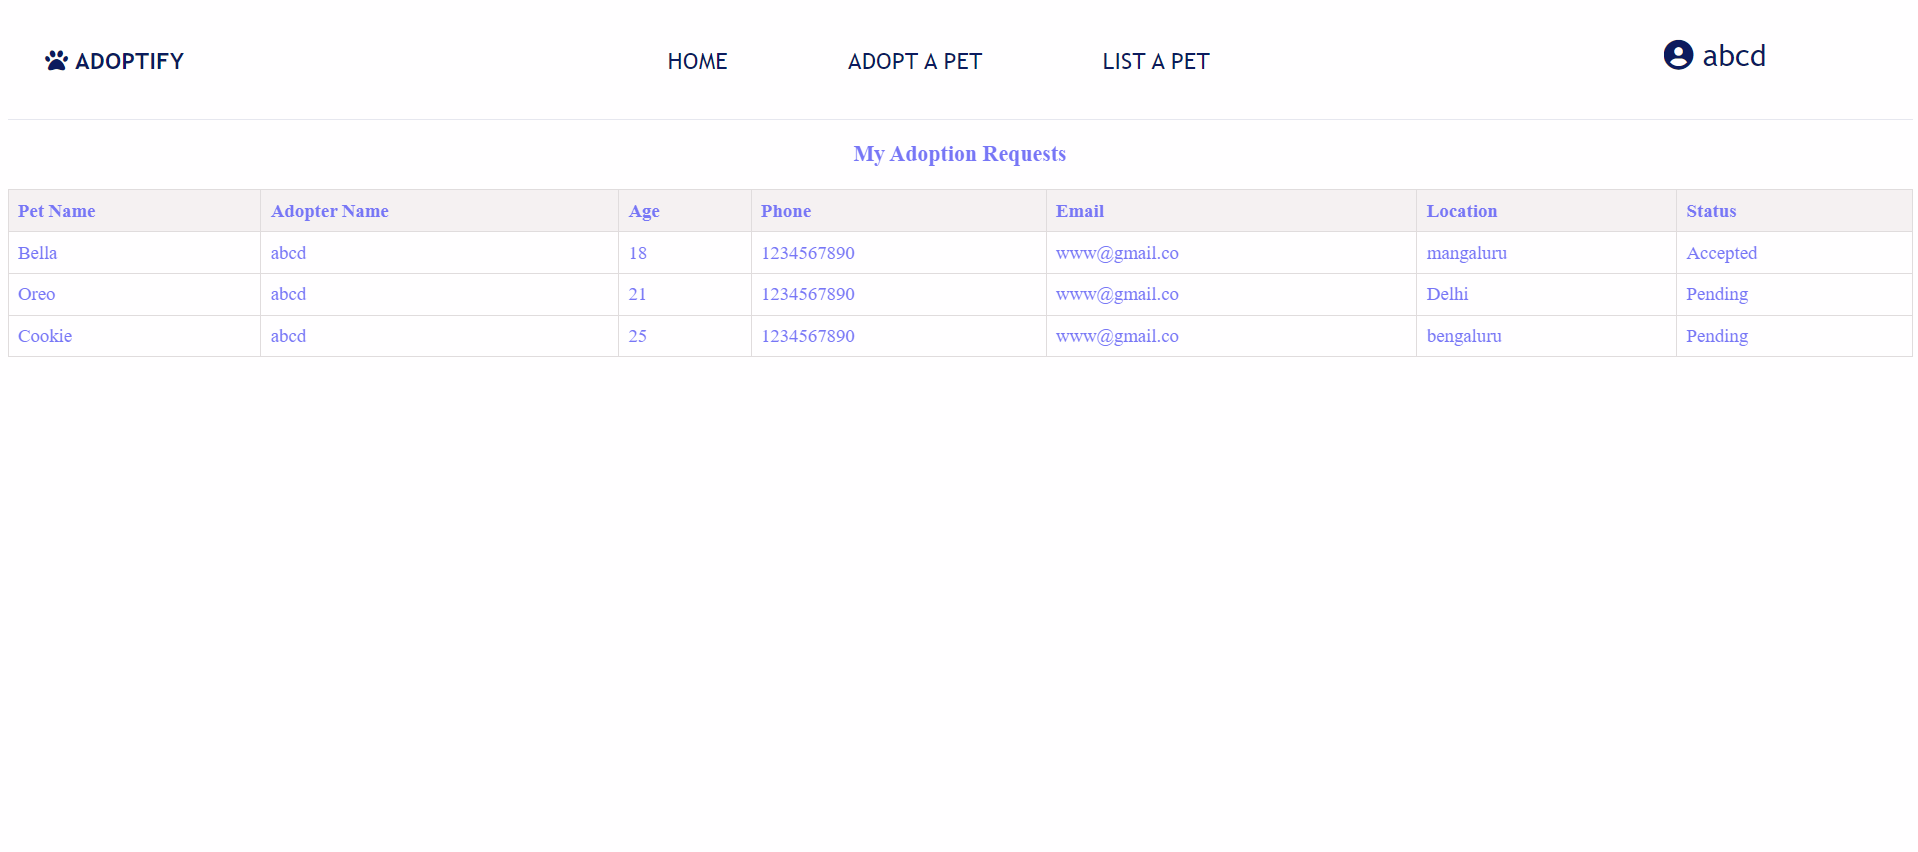 ADOPTIFY HOME ADOPT A PET LIST A PET abcd
My Adoption Requests
Pet Name Adopter Name Age Phone Email Location Status
Bella abcd 18 1234567890 www@gmail.co mangaluru Accepted
Oreo abcd 21 1234567890 www@gmail.co Delhi Pending
Cookie abcd 25 1234567890 www@gmail.co bengaluru Pending